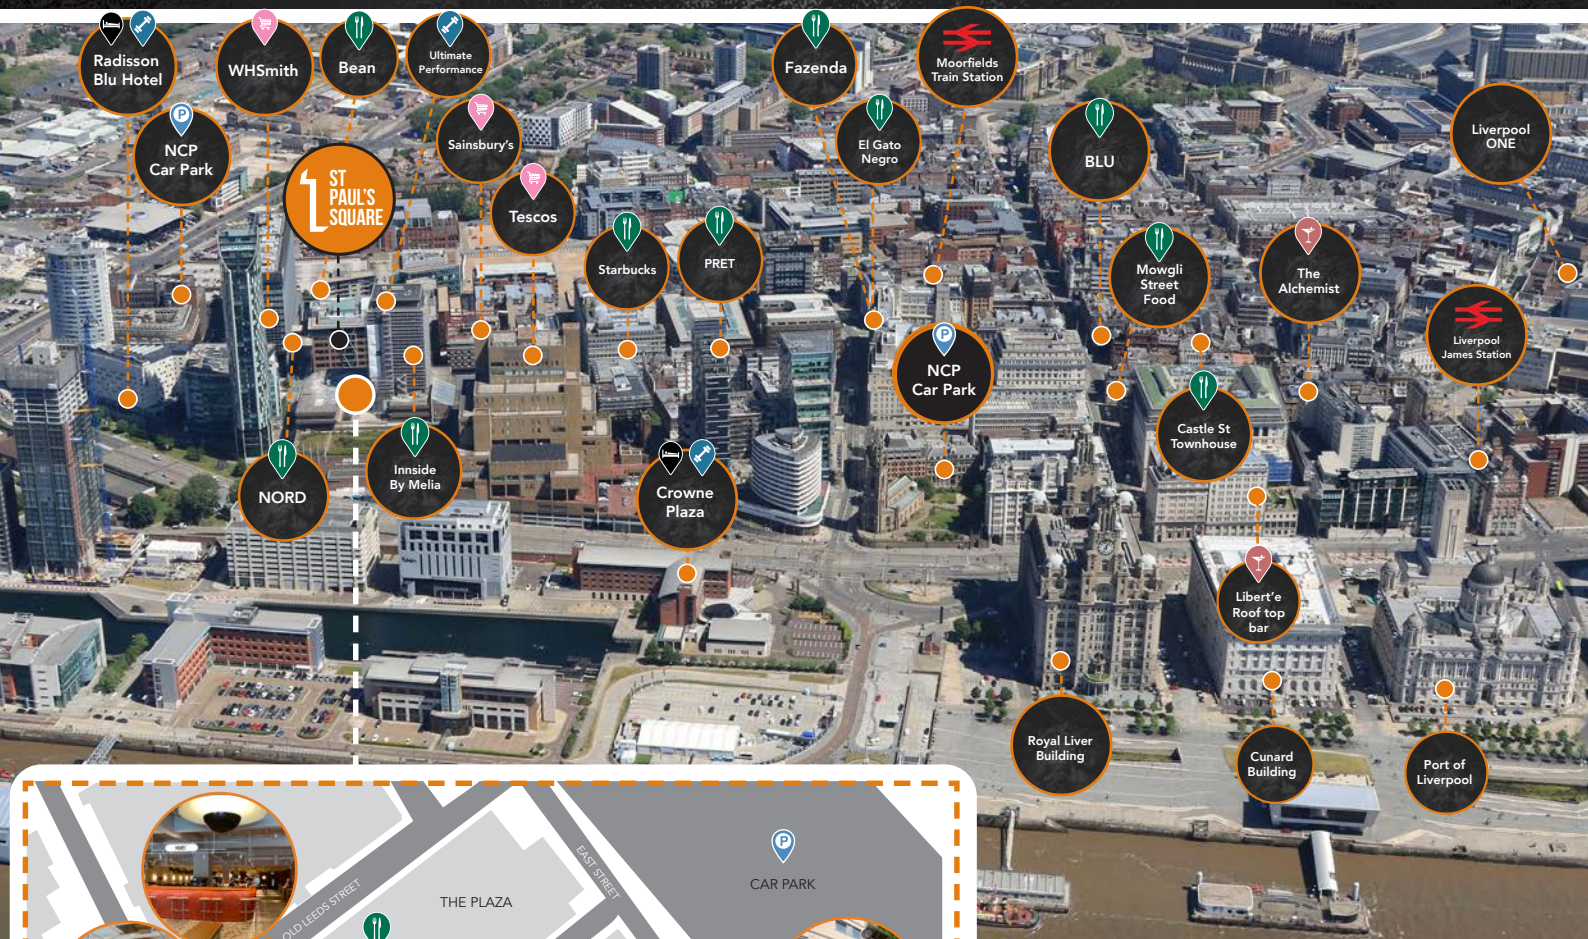 Radisson
Blu Hotel
WHSmith
Bean
Ultimate
Performance
Fazenda
Moorfields
Train Station
NCP
Car Park
Sainsbury's
El Gato
Negro
BLU
Liverpool
ONE
ST
PAUL'S
SQUARE
Tescos
Starbucks
PRET
Mowgli
Street
Food
The
Alchemist
Liverpool
James Station
NCP
Car Park
Castle St
Townhouse
NORD
Innside
By Melia
Crowne
Plaza
Libert'e
Roof top
bar
Royal Liver
Building
Cunard
Building
Port of
Liverpool
OLD LEEDS STREET
THE PLAZA
EAST STREET
P
CAR PARK